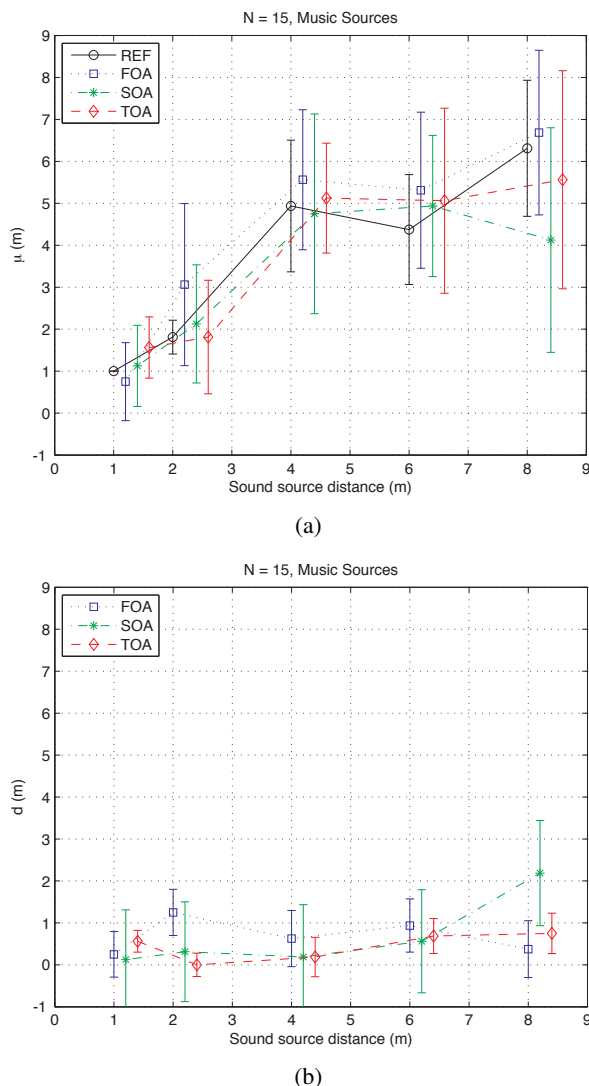 N = 15, Music Sources
9
8
7
6
5
4
3
2
1
0
-1
μ (m)
REF
FOA
SOA
TOA
0 1 2 3 4 5 6 7 8 9
Sound source distance (m)
(a)
N = 15, Music Sources
9
8
7
6
5
4
3
2
1
0
-1
d (m)
FOA
SOA
TOA
0 1 2 3 4 5 6 7 8 9
Sound source distance (m)
(b)